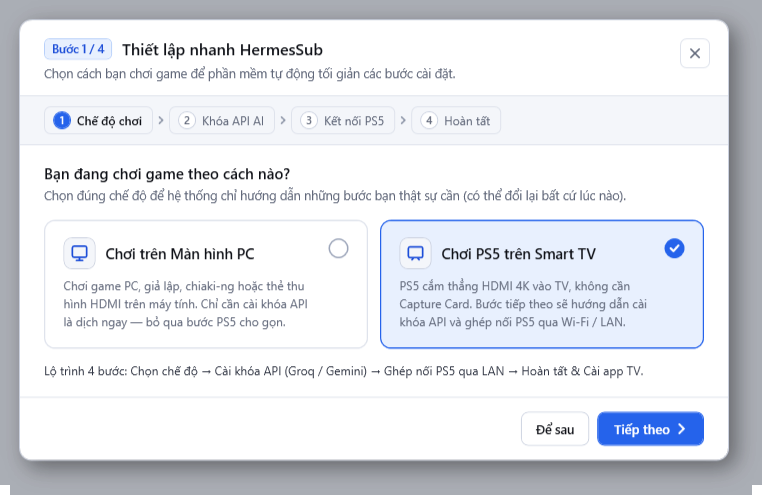 Bước 1 / 4 Thiết lập nhanh HermesSub
Chọn cách bạn chơi game để phần mềm tự động tối giản các bước cài đặt.
1 Chế độ chơi > 2 Khóa API AI > 3 Kết nối PS5 > 4 Hoàn tất
Bạn đang chơi game theo cách nào?
Chọn đúng chế độ để hệ thống chỉ hướng dẫn những bước bạn thật sự cần (có thể đổi lại bất cứ lúc nào).
Chơi trên Màn hình PC
Chơi game PC, giả lập, chiaki-ng hoặc thẻ thu
hình HDMI trên máy tính. Chỉ cần cài khóa API
là dịch ngay — bỏ qua bước PS5 cho gọn.
Chơi PS5 trên Smart TV
PS5 cắm thẳng HDMI 4K vào TV, không cần
Capture Card. Bước tiếp theo sẽ hướng dẫn cài
khóa API và ghép nối PS5 qua Wi-Fi / LAN.
Lộ trình 4 bước: Chọn chế độ → Cài khóa API (Groq / Gemini) → Ghép nối PS5 qua LAN → Hoàn tất & Cài app TV.
Để sau
Tiếp theo >